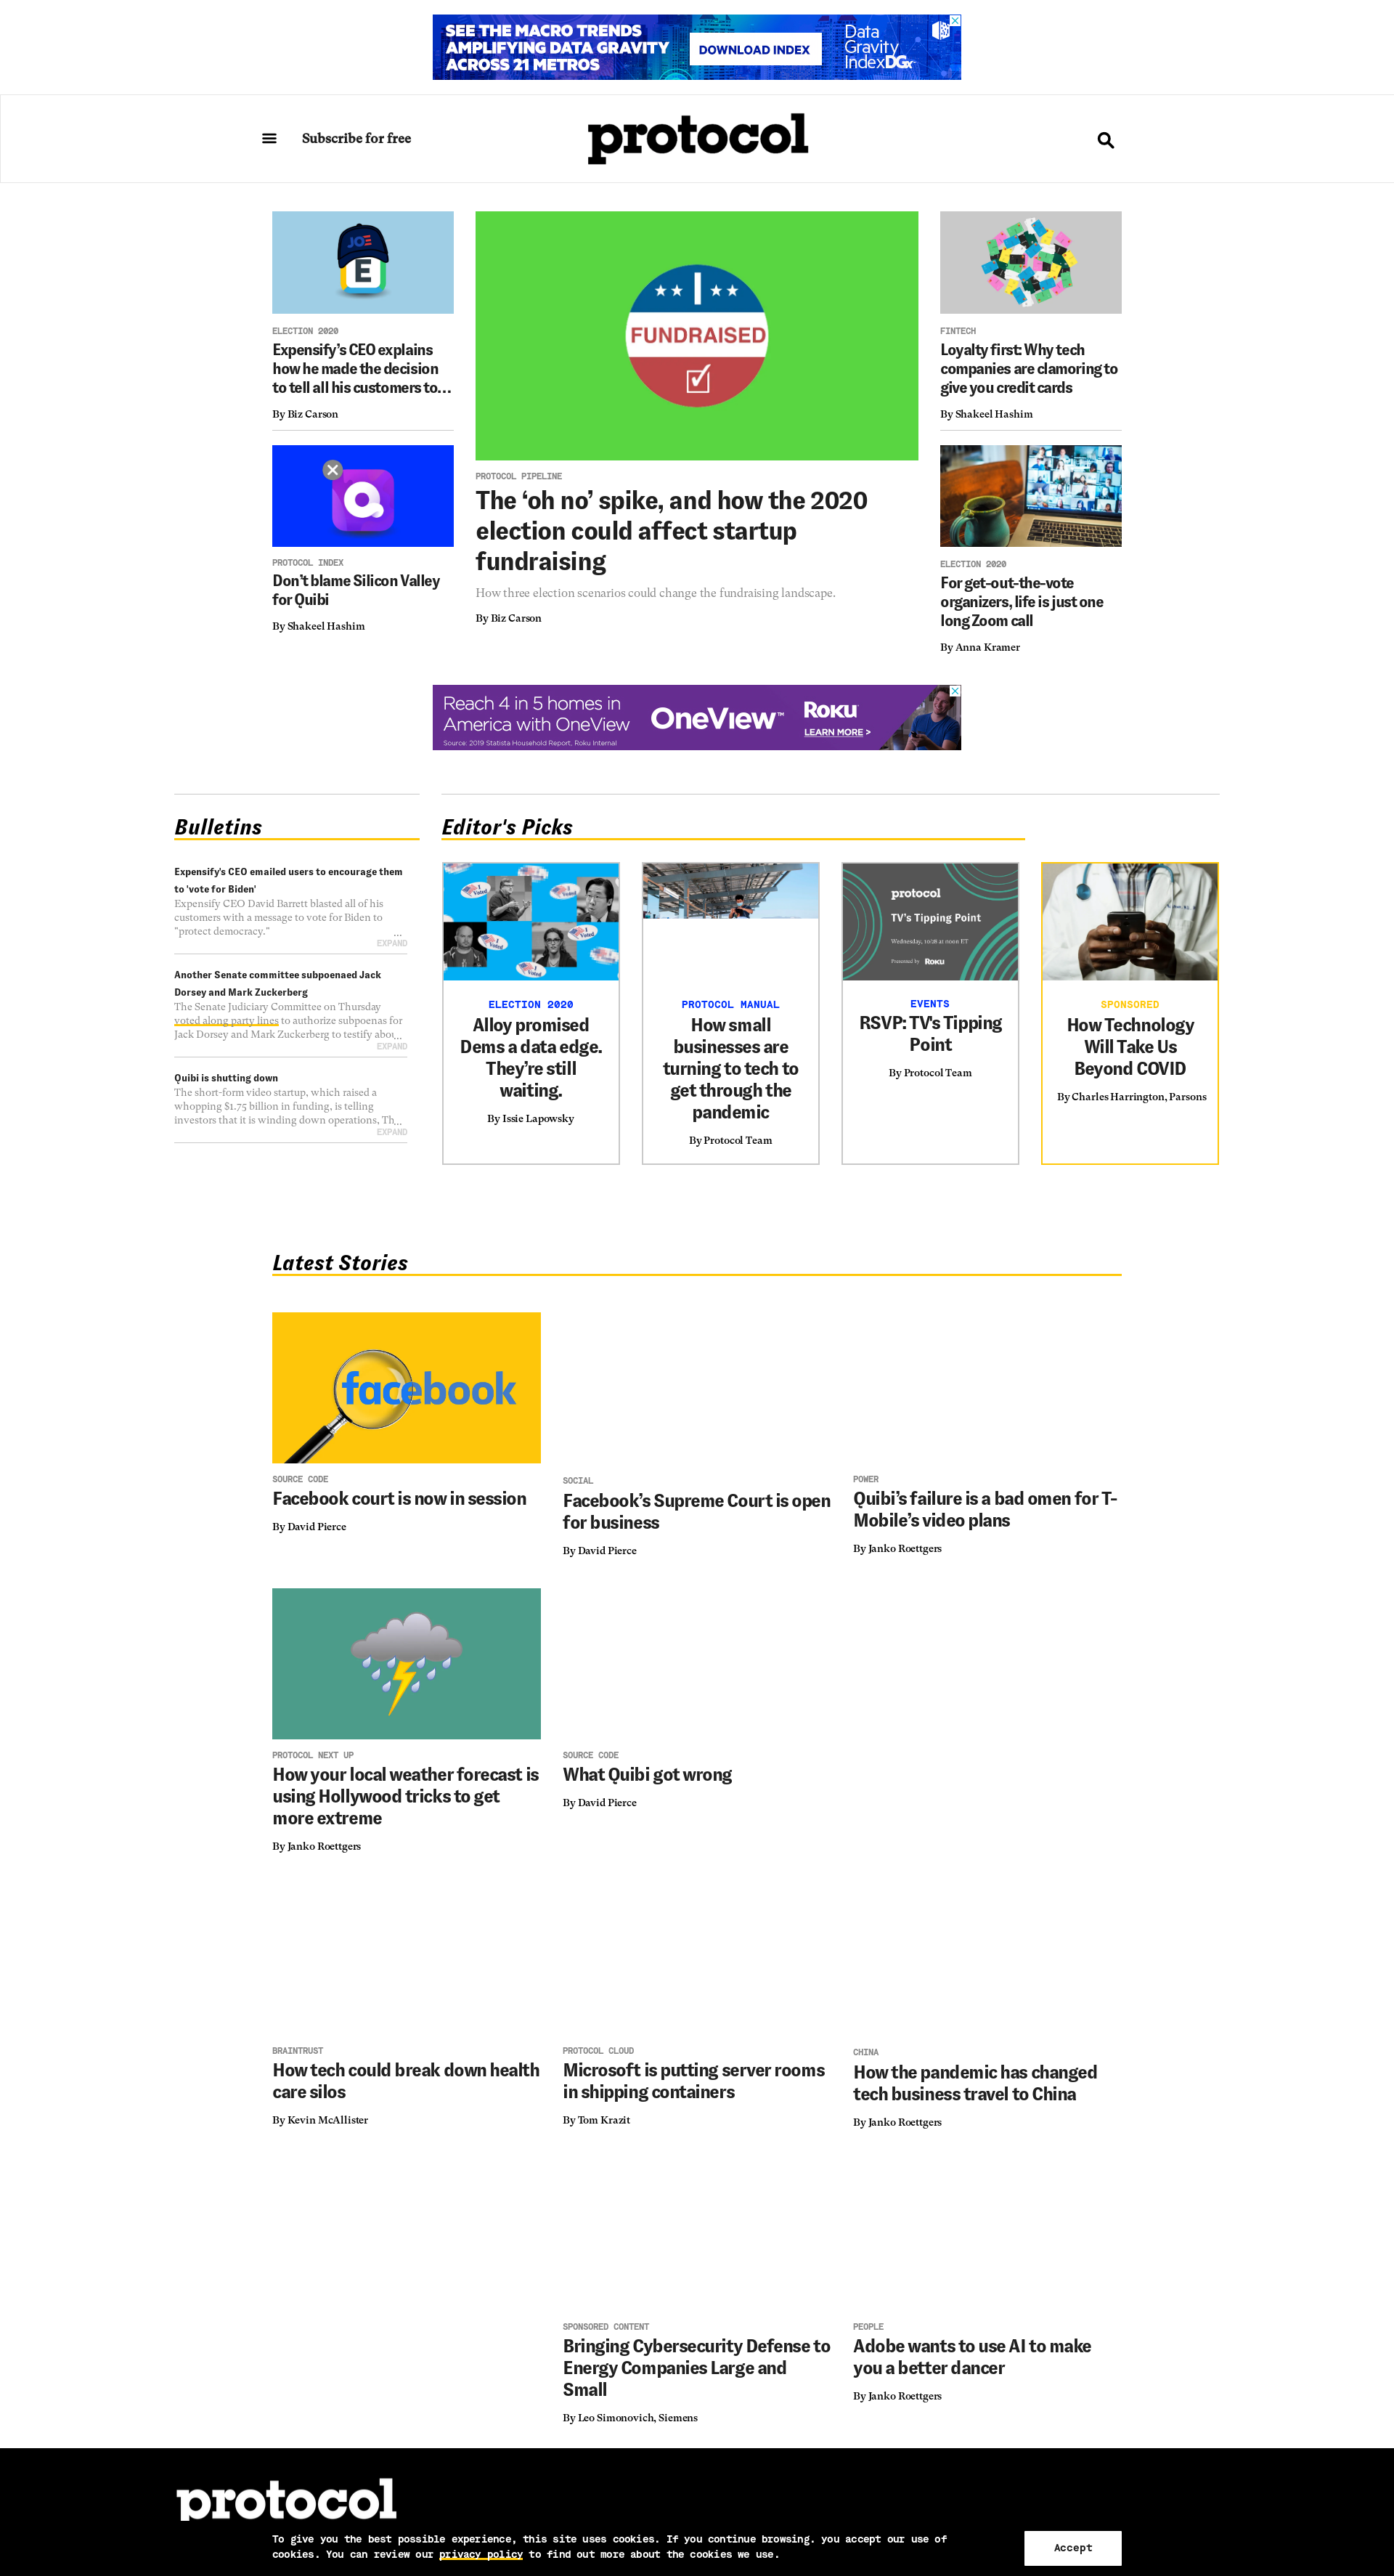 SEE THE MACRO TRENDS
AMPLIFYING DATA GRAVITY
ACROSS 21 METROS
DOWNLOAD INDEX
Data
Gravity
IndexDGx
Subscribe for free
protocol
JOE
E
ELECTION 2020
Expensify’s CEO explains
how he made the decision
to tell all his customers to…
By Biz Carson
PROTOCOL INDEX
Don’t blame Silicon Valley
for Quibi
By Shakeel Hashim
I
FUNDRAISED
PROTOCOL PIPELINE
The ‘oh no’ spike, and how the 2020
election could affect startup
fundraising
How three election scenarios could change the fundraising landscape.
By Biz Carson
FINTECH
Loyalty first: Why tech
companies are clamoring to
give you credit cards
By Shakeel Hashim
ELECTION 2020
For get-out-the-vote
organizers, life is just one
long Zoom call
By Anna Kramer
Reach 4 in 5 homes in
America with OneView
Source: 2019 Statista Household Report, Roku Internal
OneView™
Roku
LEARN MORE >
Bulletins
Expensify's CEO emailed users to encourage them
to 'vote for Biden'
Expensify CEO David Barrett blasted all of his
customers with a message to vote for Biden to
"protect democracy."
...
EXPAND
Another Senate committee subpoenaed Jack
Dorsey and Mark Zuckerberg
The Senate Judiciary Committee on Thursday
voted along party lines to authorize subpoenas for
Jack Dorsey and Mark Zuckerberg to testify abou...
EXPAND
Quibi is shutting down
The short-form video startup, which raised a
whopping $1.75 billion in funding, is telling
investors that it is winding down operations, Th...
EXPAND
Editor's Picks
I Voted
I Voted
I Voted
I Voted
ELECTION 2020
Alloy promised
Dems a data edge.
They’re still
waiting.
By Issie Lapowsky
PROTOCOL MANUAL
How small
businesses are
turning to tech to
get through the
pandemic
By Protocol Team
protocol
TV’s Tipping Point
Wednesday, 10/28 at noon ET
Presented by Roku
EVENTS
RSVP: TV's Tipping
Point
By Protocol Team
SPONSORED
How Technology
Will Take Us
Beyond COVID
By Charles Harrington, Parsons
Latest Stories
facebook
SOURCE CODE
Facebook court is now in session
By David Pierce
SOCIAL
Facebook’s Supreme Court is open
for business
By David Pierce
POWER
Quibi’s failure is a bad omen for T-
Mobile’s video plans
By Janko Roettgers
PROTOCOL NEXT UP
How your local weather forecast is
using Hollywood tricks to get
more extreme
By Janko Roettgers
SOURCE CODE
What Quibi got wrong
By David Pierce
BRAINTRUST
How tech could break down health
care silos
By Kevin McAllister
PROTOCOL CLOUD
Microsoft is putting server rooms
in shipping containers
By Tom Krazit
CHINA
How the pandemic has changed
tech business travel to China
By Janko Roettgers
SPONSORED CONTENT
Bringing Cybersecurity Defense to
Energy Companies Large and
Small
By Leo Simonovich, Siemens
PEOPLE
Adobe wants to use AI to make
you a better dancer
By Janko Roettgers
protocol
To give you the best possible experience, this site uses cookies. If you continue browsing. you accept our use of
cookies. You can review our privacy policy to find out more about the cookies we use.
Accept